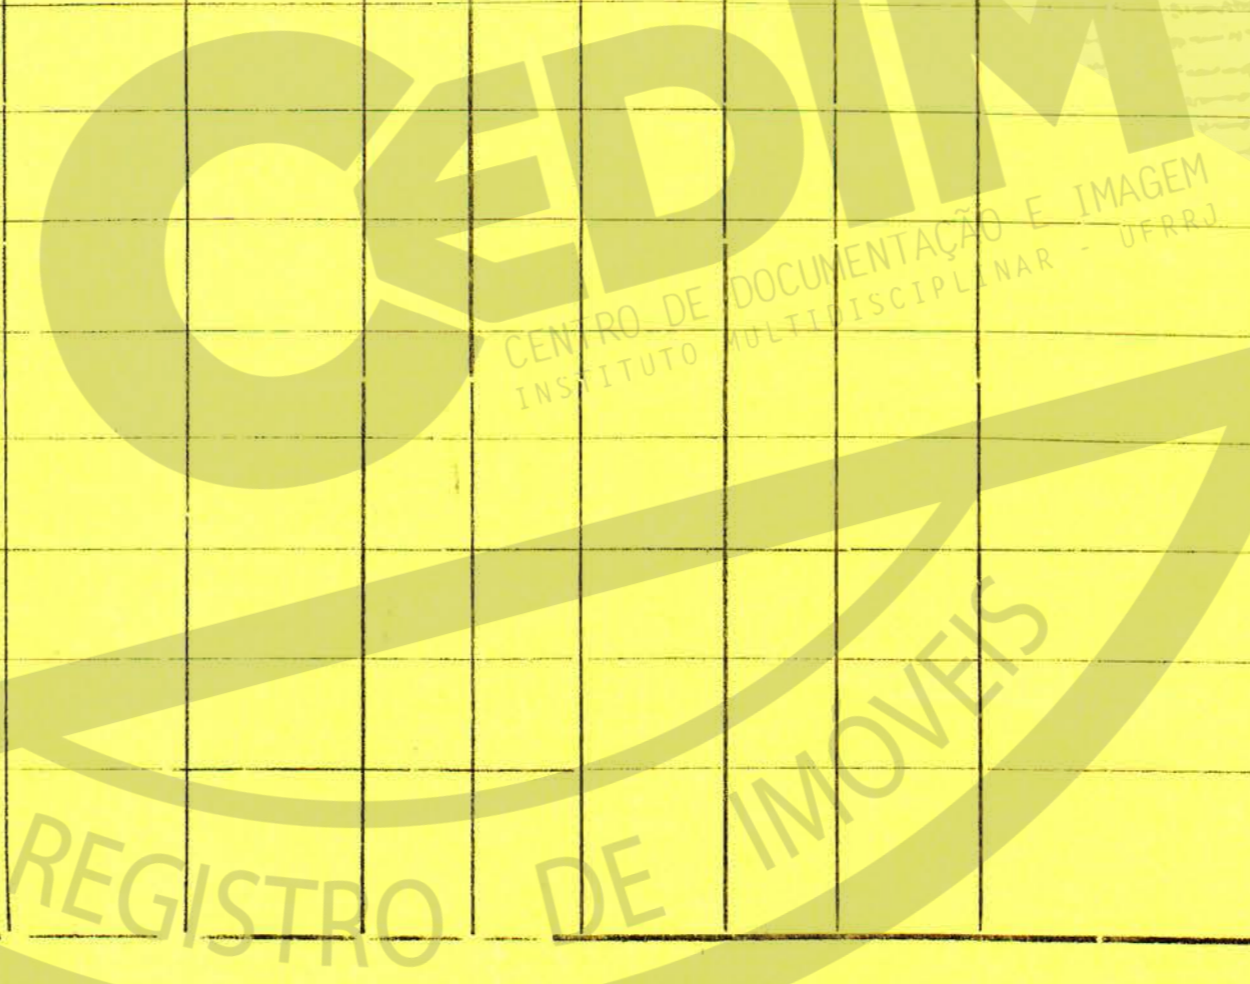 CEDIM
CENTRO DE DOCUMENTAÇÃO E IMAGEM
INSTITUTO MULTIDISCIPLINAR - UFRRJ
REGISTRO DE IMOVEIS